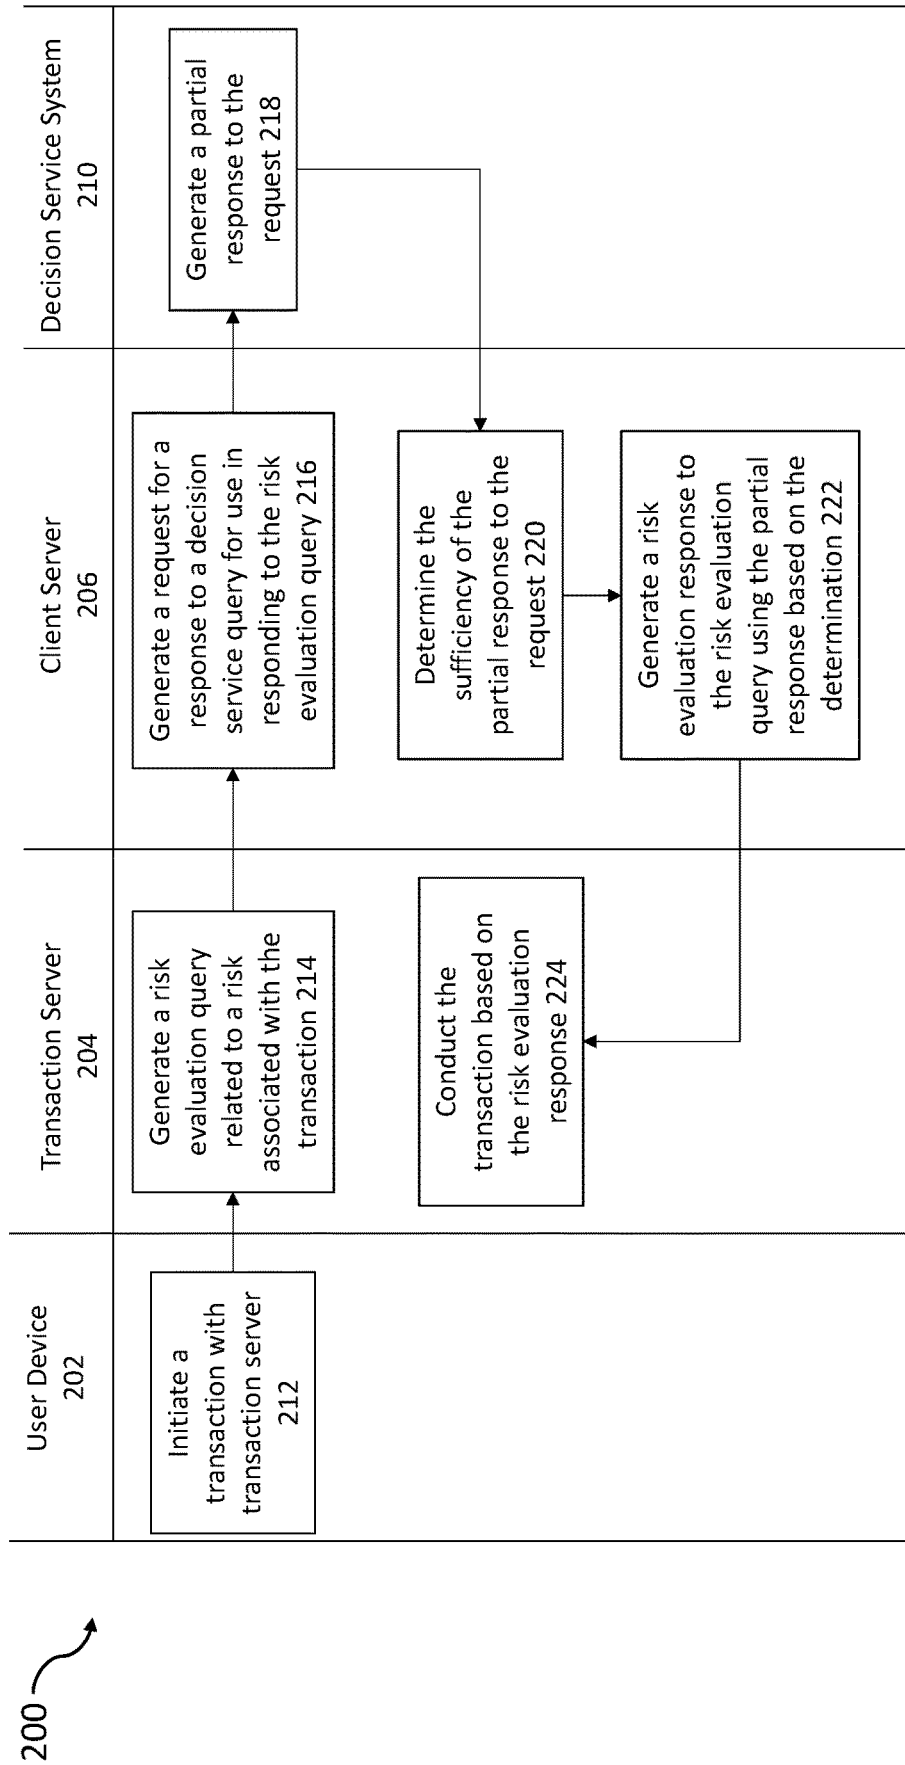 200
User Device
202
Transaction Server
204
Client Server
206
Decision Service System
210
Initiate a
transaction with
transaction server
212
Generate a risk
evaluation query
related to a risk
associated with the
transaction 214
Generate a request for a
response to a decision
service query for use in
responding to the risk
evaluation query 216
Generate a partial
response to the
request 218
Determine the
sufficiency of the
partial response to the
request 220
Generate a risk
evaluation response to
the risk evaluation
query using the partial
response based on the
determination 222
Conduct the
transaction based on
the risk evaluation
response 224